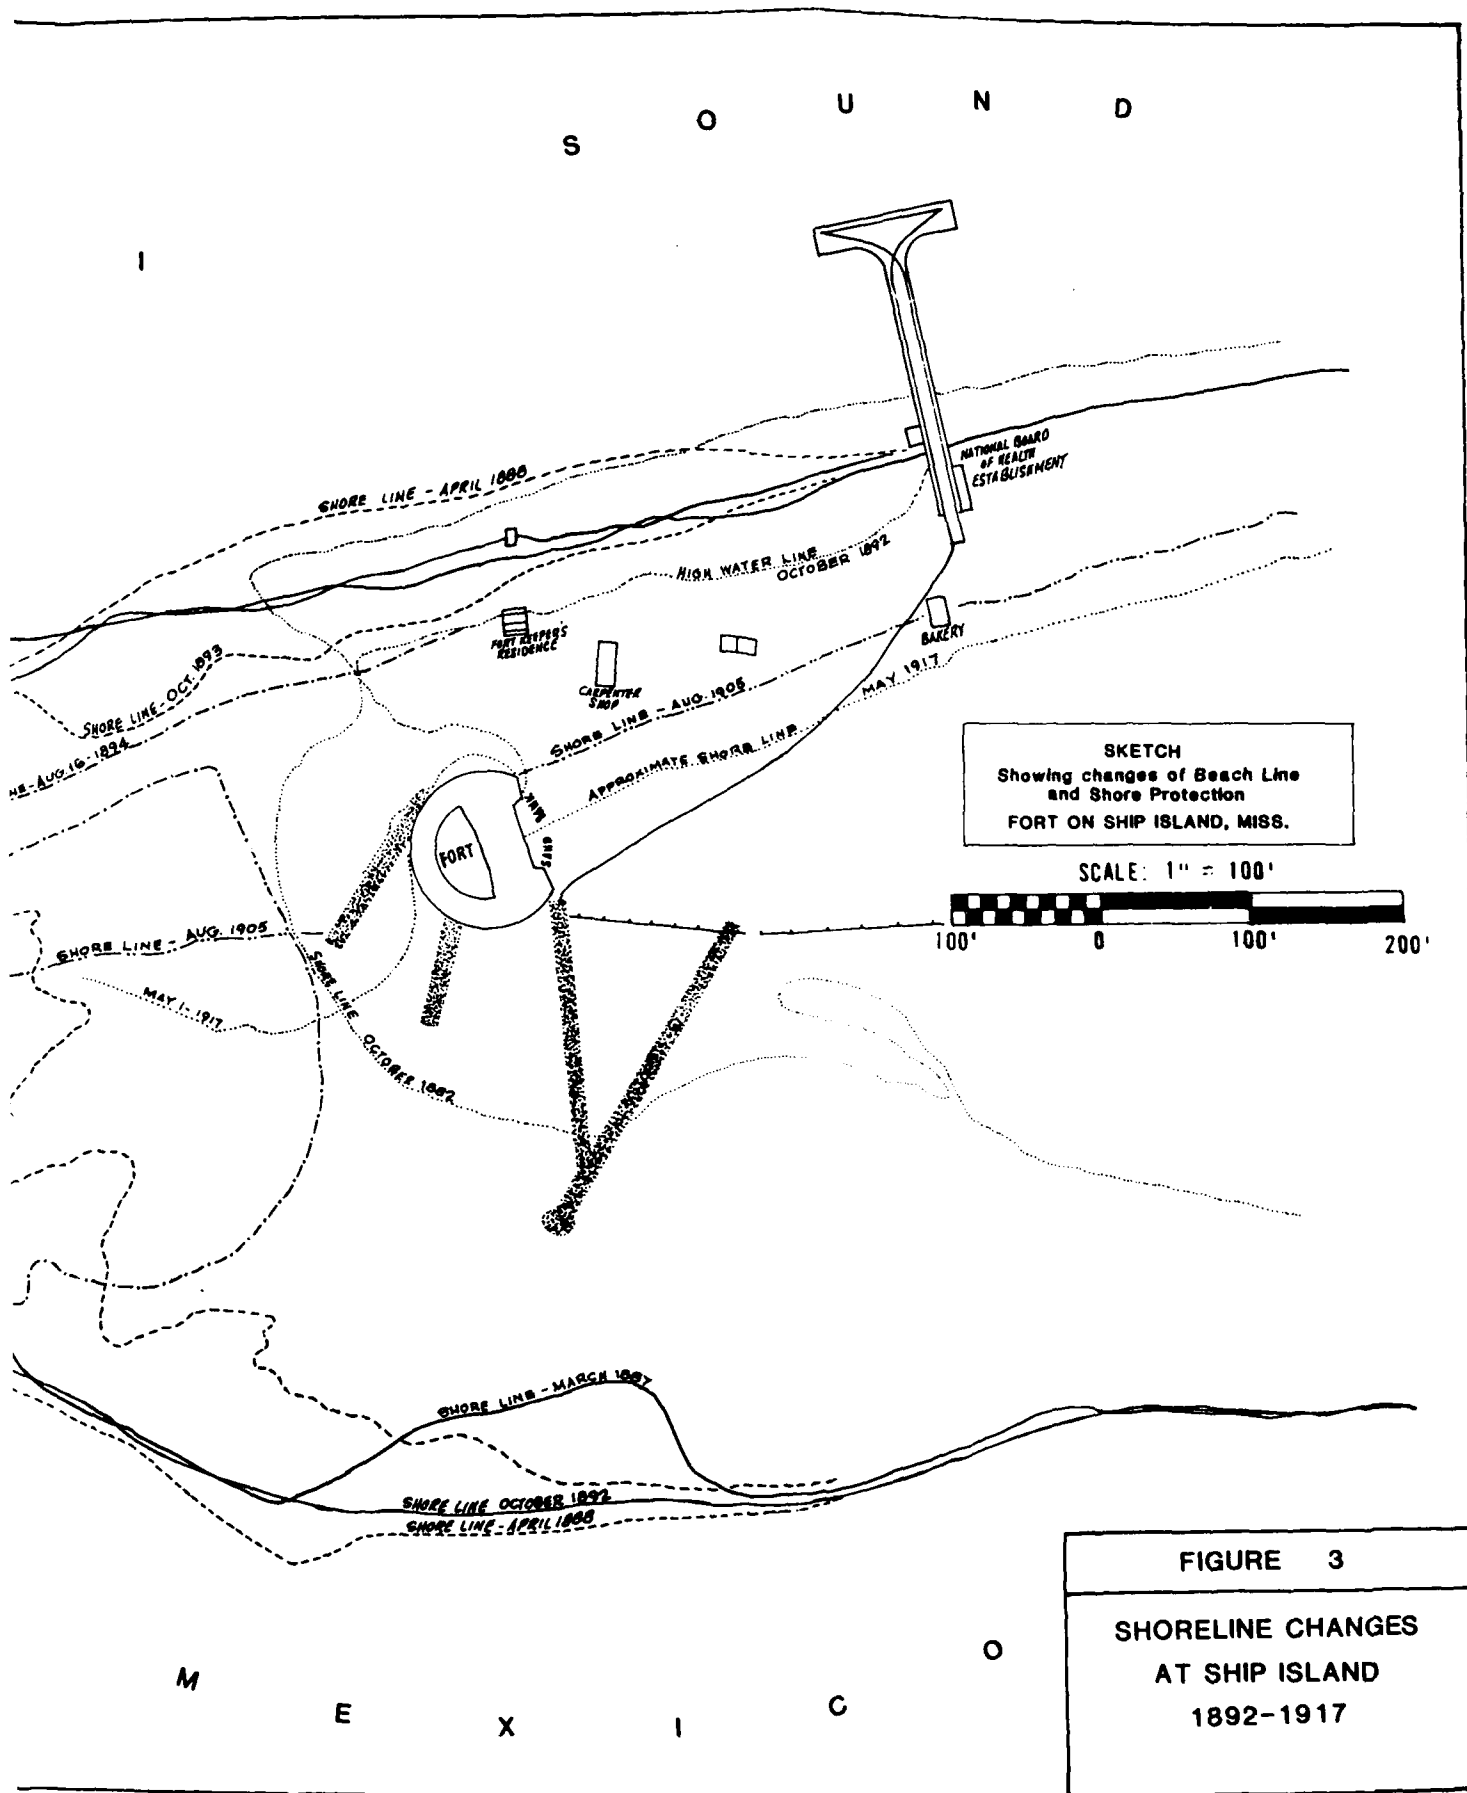 S O U N D
I
SHORE LINE - APRIL 1888
NATIONAL BOARD
OF HEALTH
ESTABLISEMENT
HIGH WATER LINE
OCTOBER 1892
FORT KEEPER'S
RESIDENCE
CARPENTER
SHOP
BAKERY
SHORE LINE - OCT. 1893
SHORE LINE - AUG. 1905
MAY 1917
APPROXIMATE SHORE LINE
NE - AUG. 16 - 1894
FORT
SKETCH
Showing changes of Beach Line
and Shore Protection
FORT ON SHIP ISLAND, MISS.
SCALE: 1" = 100'
100' 0 100' 200'
SHORE LINE - AUG. 1905
MAY 1 - 1917
SHORE LINE OCTOBER 1882
SHORE LINE - MARCH 1887
SHORE LINE OCTOBER 1892
SHORE LINE - APRIL 1888
M E X I C O
FIGURE 3
SHORELINE CHANGES
AT SHIP ISLAND
1892-1917